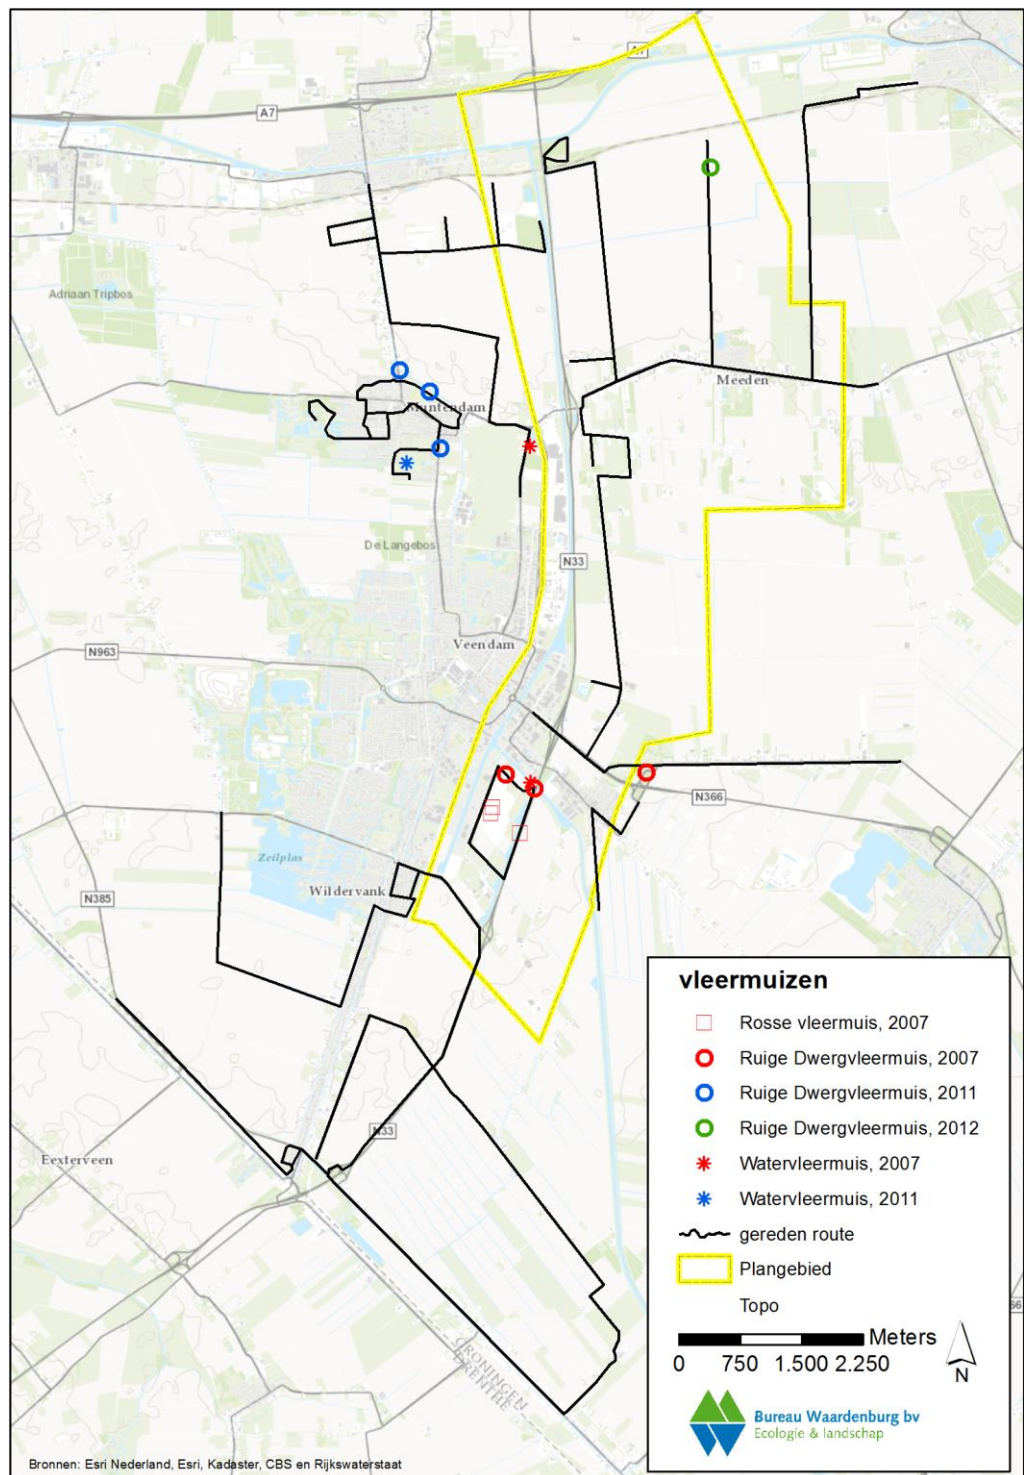 A7
A7
Adriaan Tripbos
Meeden
Muntendam
De Langebos
N33
Veendam
N963
N366
Zeilplas
Wildervank
N385
vleermuizen
Rosse vleermuis, 2007
Ruige Dwergvleermuis, 2007
Ruige Dwergvleermuis, 2011
Ruige Dwergvleermuis, 2012
N33
Eexterveen
Watervleermuis, 2007
Watervleermuis, 2011
gereden route
Plangebied
Topo
66
Meters
0 750 1.500 2.250
N
GRONINGEN
DRENTHE
Bureau Waardenburg bv
Ecologie & landschap
Bronnen: Esri Nederland, Esri, Kadaster, CBS en Rijkswaterstaat